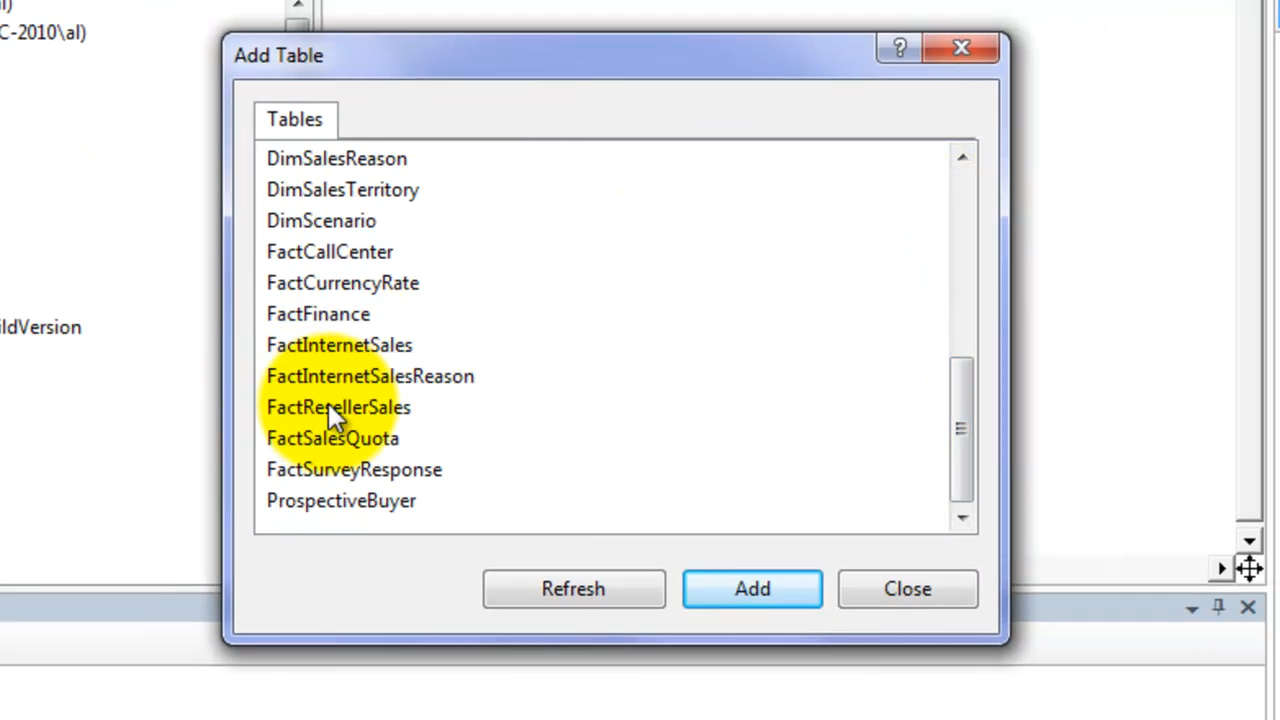 al)
C-2010\al)
Add Table
Tables
DimSalesReason
DimSalesTerritory
DimScenario
FactCallCenter
FactCurrencyRate
FactFinance
ildVersion
FactInternetSales
FactInternetSalesReason
FactResellerSales
FactSalesQuota
FactSurveyResponse
ProspectiveBuyer
Refresh
Add
Close